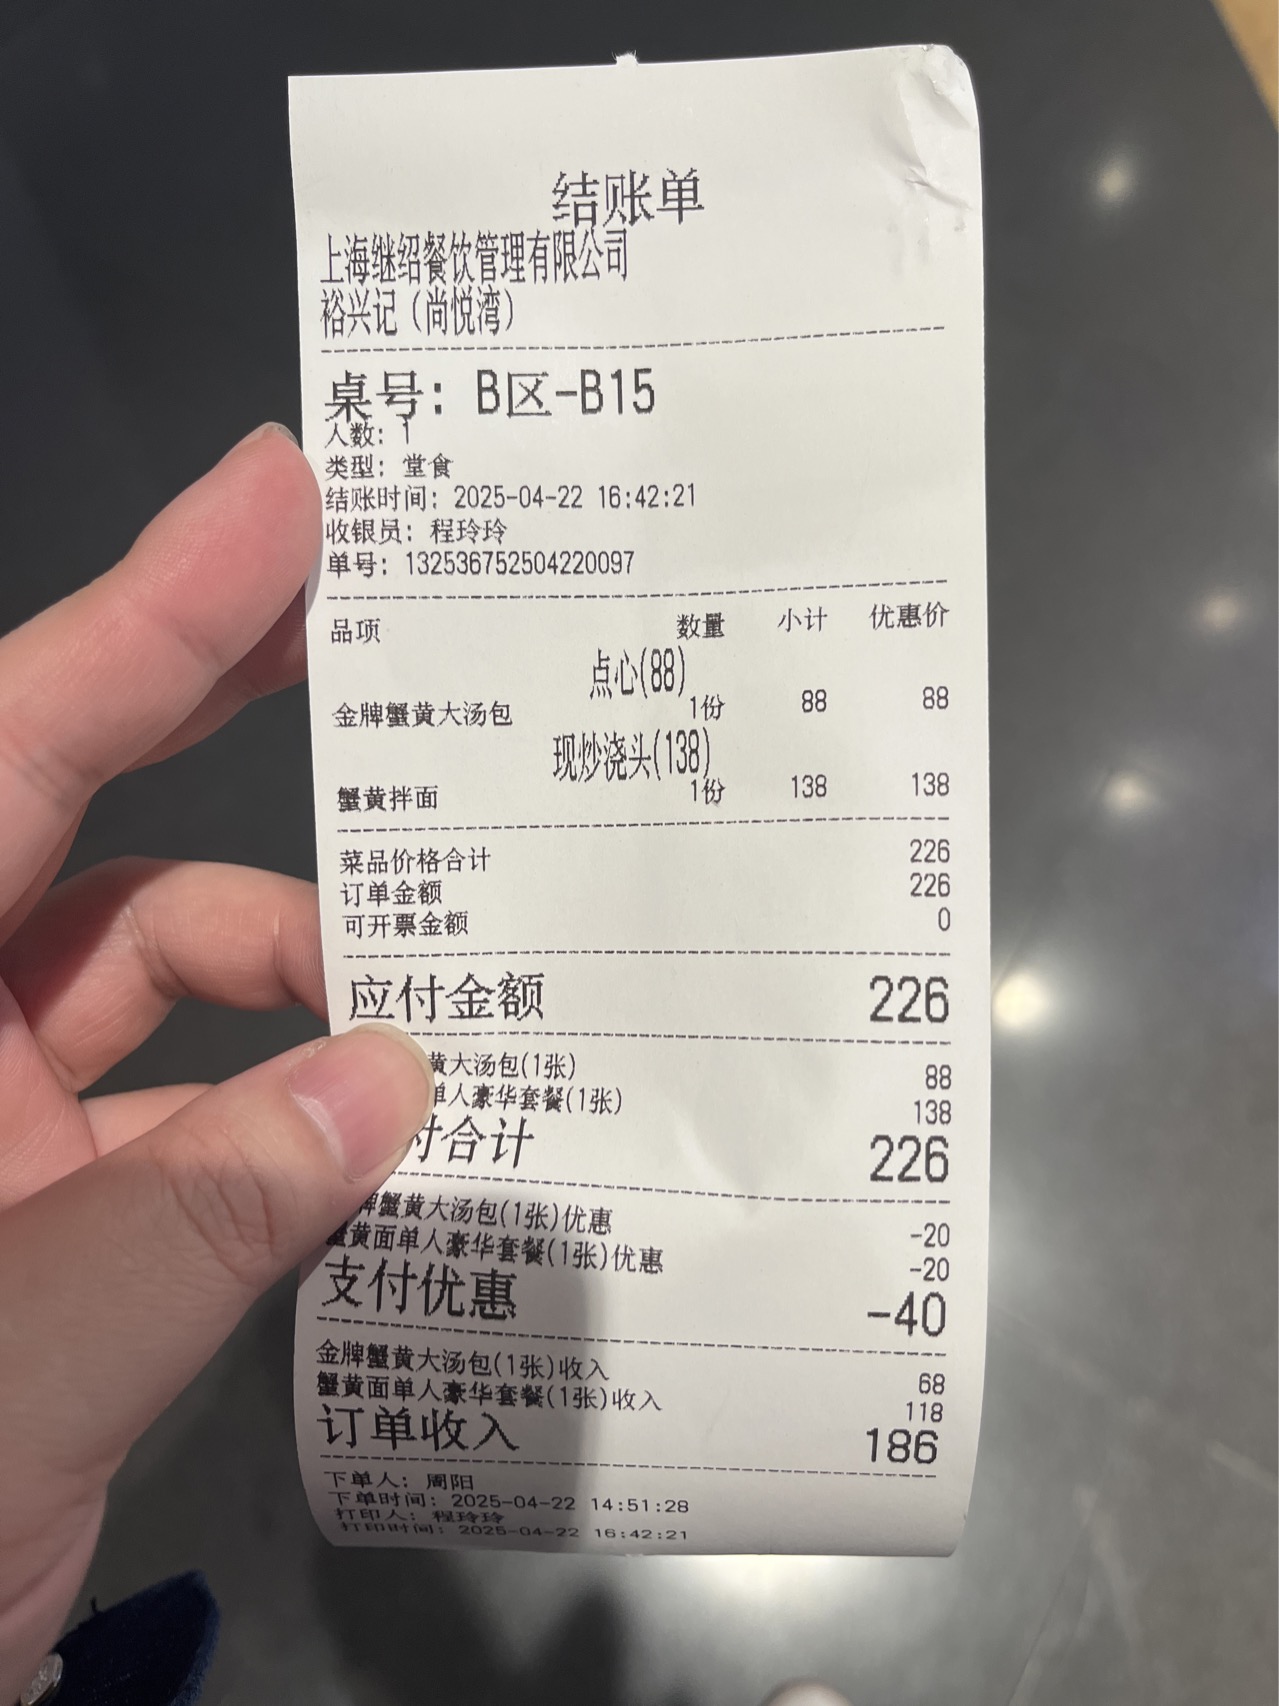 结账单
上海继绍餐饮管理有限公司
裕兴记（尚悦湾）
桌号：B区-B15
人数：1
类型：堂食
结账时间：2025-04-22 16:42:21
收银员：程玲玲
单号：132536752504220097
品项 数量 小计 优惠价
点心(88)
金牌蟹黄大汤包 1份 88 88
现炒浇头(138)
蟹黄拌面 1份 138 138
菜品价格合计 226
订单金额 226
可开票金额 0
应付金额 226
黄大汤包(1张) 88
单人豪华套餐(1张) 138
付合计 226
牌蟹黄大汤包(1张)优惠 -20
蟹黄面单人豪华套餐(1张)优惠 -20
支付优惠 -40
金牌蟹黄大汤包(1张)收入 68
蟹黄面单人豪华套餐(1张)收入 118
订单收入 186
下单人：周阳
下单时间：2025-04-22 14:51:28
打印人：程玲玲
打印时间：2025-04-22 16:42:21